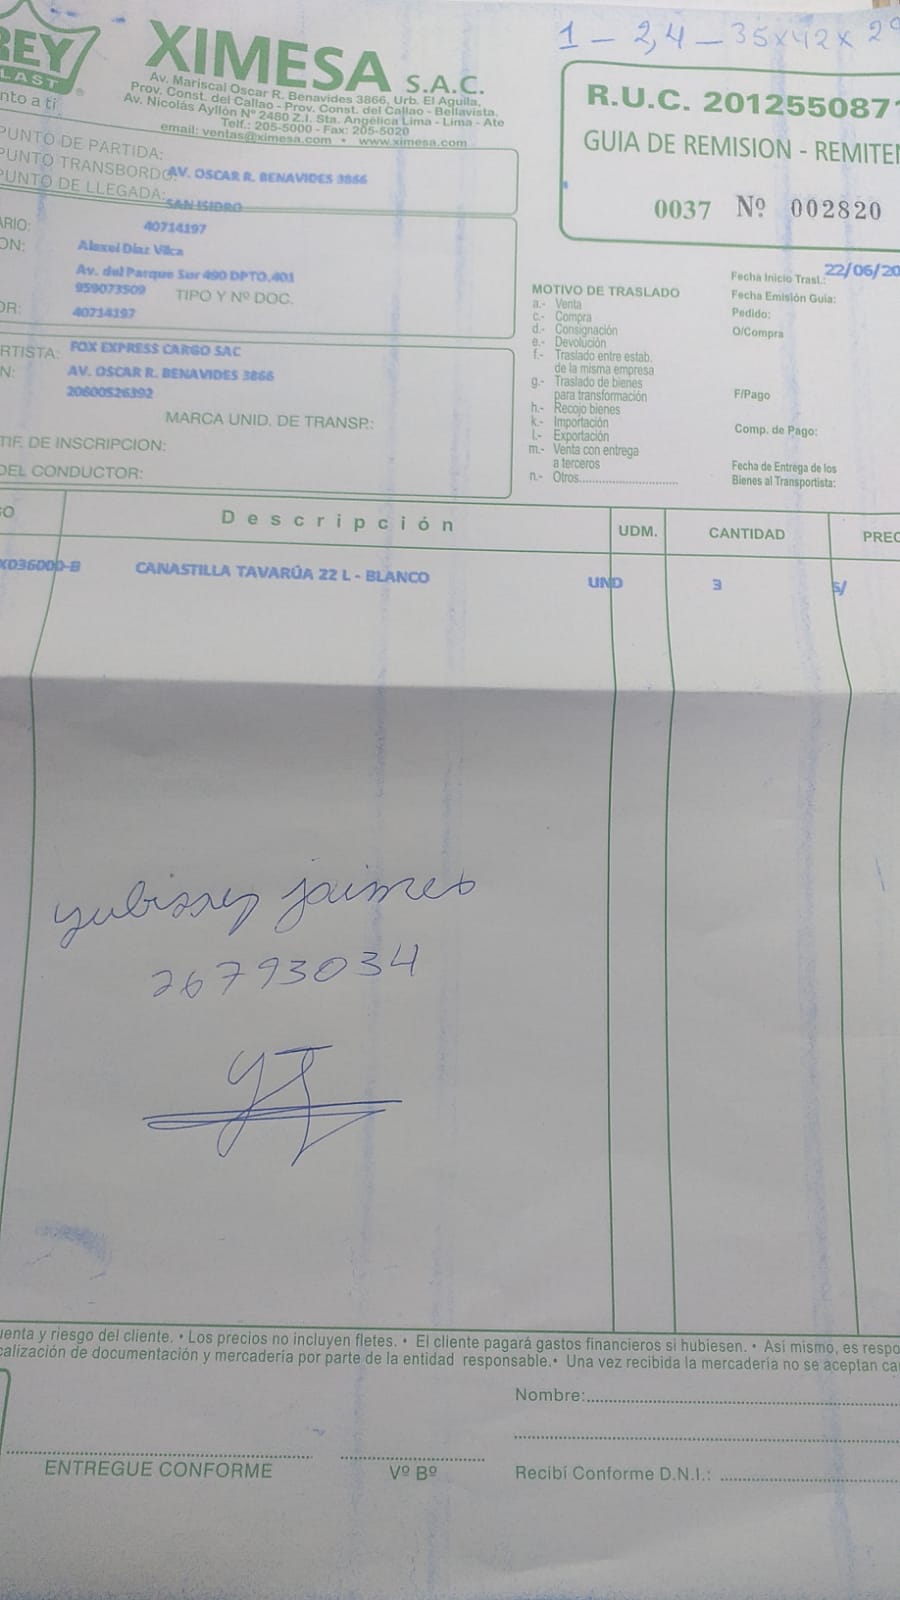 1 - 2,4 - 35x42x29
REY
PLAST
®
nto a ti
XIMESA S.A.C.
Av. Mariscal Oscar R. Benavides 3866, Urb. El Aguila,
Prov. Const. del Callao - Prov. Const. del Callao - Bellavista.
Av. Nicolás Ayllón Nº 2480 Z.I. Sta. Angélica Lima - Lima - Ate
Telf.: 205-5000 - Fax: 205-5020
email: ventas@ximesa.com • www.ximesa.com
R.U.C. 2012550871
GUIA DE REMISION - REMITEN
0037 Nº 002820
PUNTO DE PARTIDA:
PUNTO TRANSBORDO: AV. OSCAR R. BENAVIDES 3866
PUNTO DE LLEGADA: SAN ISIDRO
ARIO: 40714197
ON: Alexei Diaz Vilca
Av. del Parque Sur 490 DPTO.401
959073509 TIPO Y Nº DOC.
OR: 40714197
RTISTA: FOX EXPRESS CARGO SAC
N: AV. OSCAR R. BENAVIDES 3866
20600526392
MARCA UNID. DE TRANSP.:
TIF. DE INSCRIPCION:
DEL CONDUCTOR:
MOTIVO DE TRASLADO
a.- Venta
c.- Compra
d.- Consignación
e.- Devolución
f.- Traslado entre estab.
de la misma empresa
g.- Traslado de bienes
para transformación
h.- Recojo bienes
k.- Importación
l.- Exportación
m.- Venta con entrega
a terceros
n.- Otros..............................
Fecha Inicio Trasl.: 22/06/20
Fecha Emisión Guía:
Pedido:
O/Compra
F/Pago
Comp. de Pago:
Fecha de Entrega de los
Bienes al Transportista:
GO Descripción UDM. CANTIDAD PREC
XD36000-B CANASTILLA TAVARÚA 22 L - BLANCO UND 3 S/
yubissey jaimes
26793034
YJ
uenta y riesgo del cliente. • Los precios no incluyen fletes. • El cliente pagará gastos financieros si hubiesen. • Asi mismo, es respo
calización de documentación y mercadería por parte de la entidad responsable. • Una vez recibida la mercadería no se aceptan ca
Nombre:
ENTREGUE CONFORME
Vº Bº
Recibí Conforme D.N.I.: